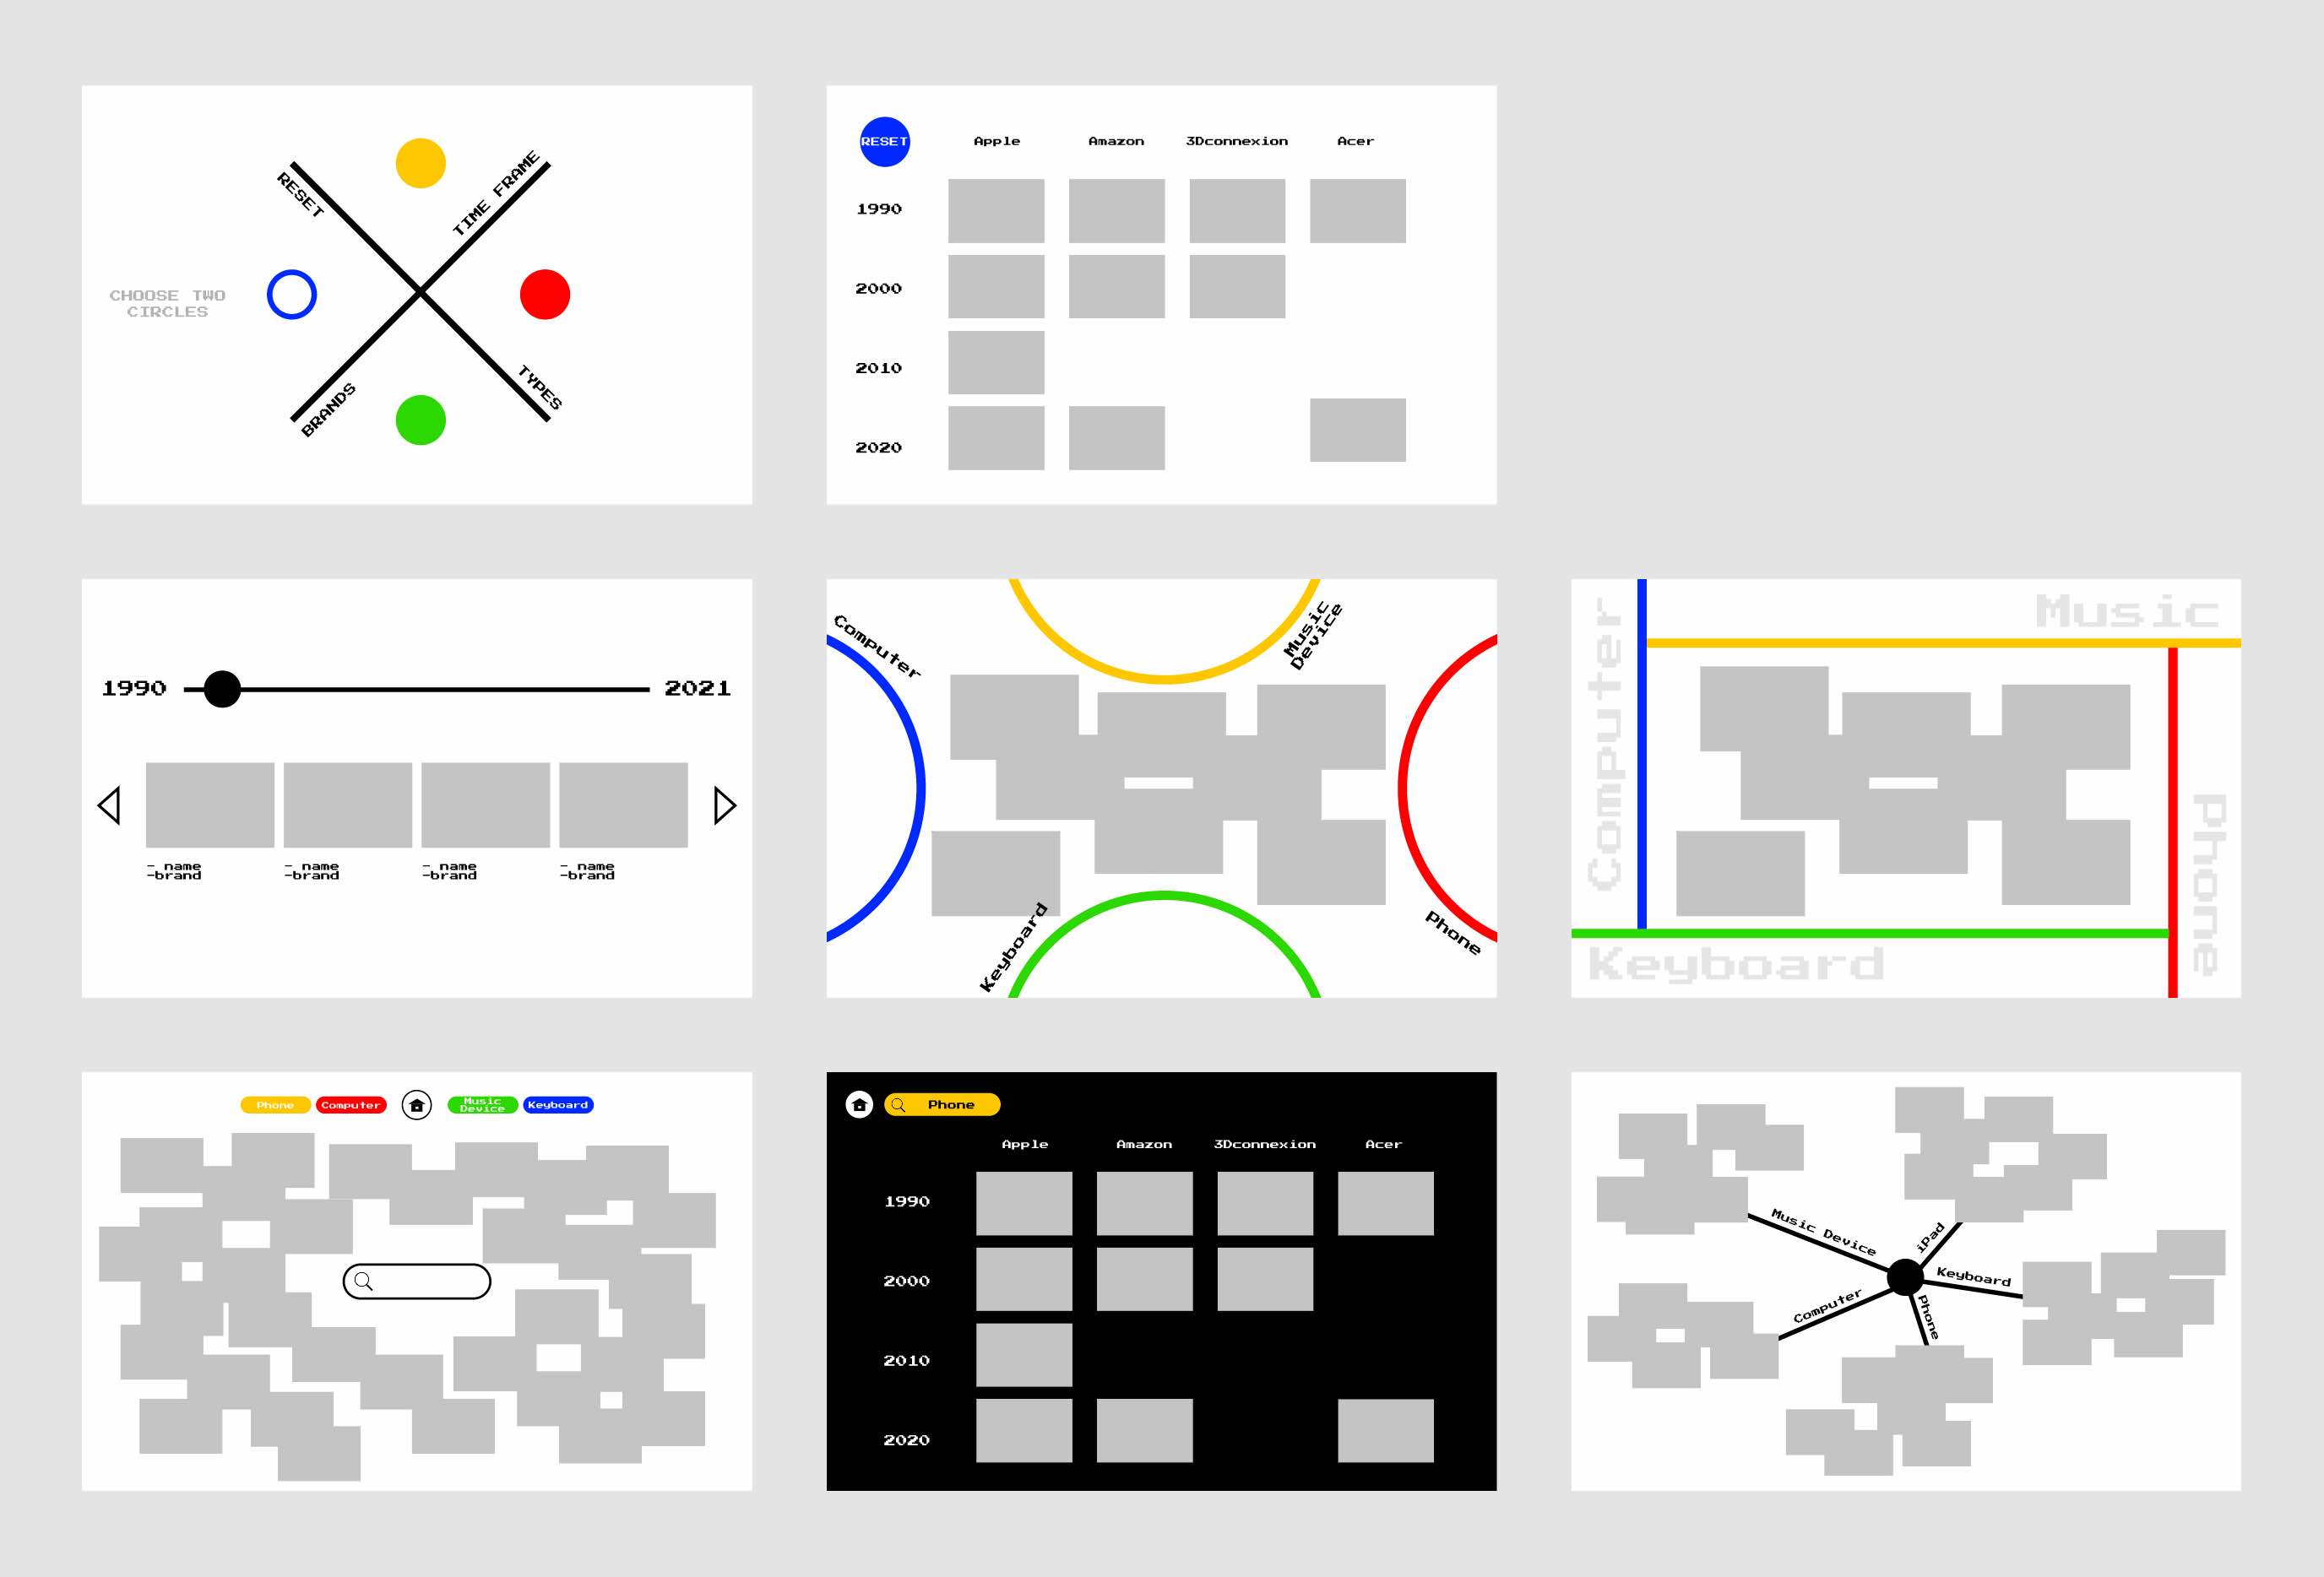 RESET
TIME FRAME
CHOOSE TWO
CIRCLES
BRANDS
TYPES
RESET
Apple
Amazon
3Dconnexion
Acer
1990
2000
2010
2020
1990
2021
- name
-brand
- name
-brand
- name
-brand
- name
-brand
Computer
Music
Device
Keyboard
Phone
Computer
Music
Phone
Keyboard
Phone
Computer
Music
Device
Keyboard
Phone
Apple
Amazon
3Dconnexion
Acer
1990
2000
2010
2020
Music Device
iPad
Keyboard
Computer
Phone